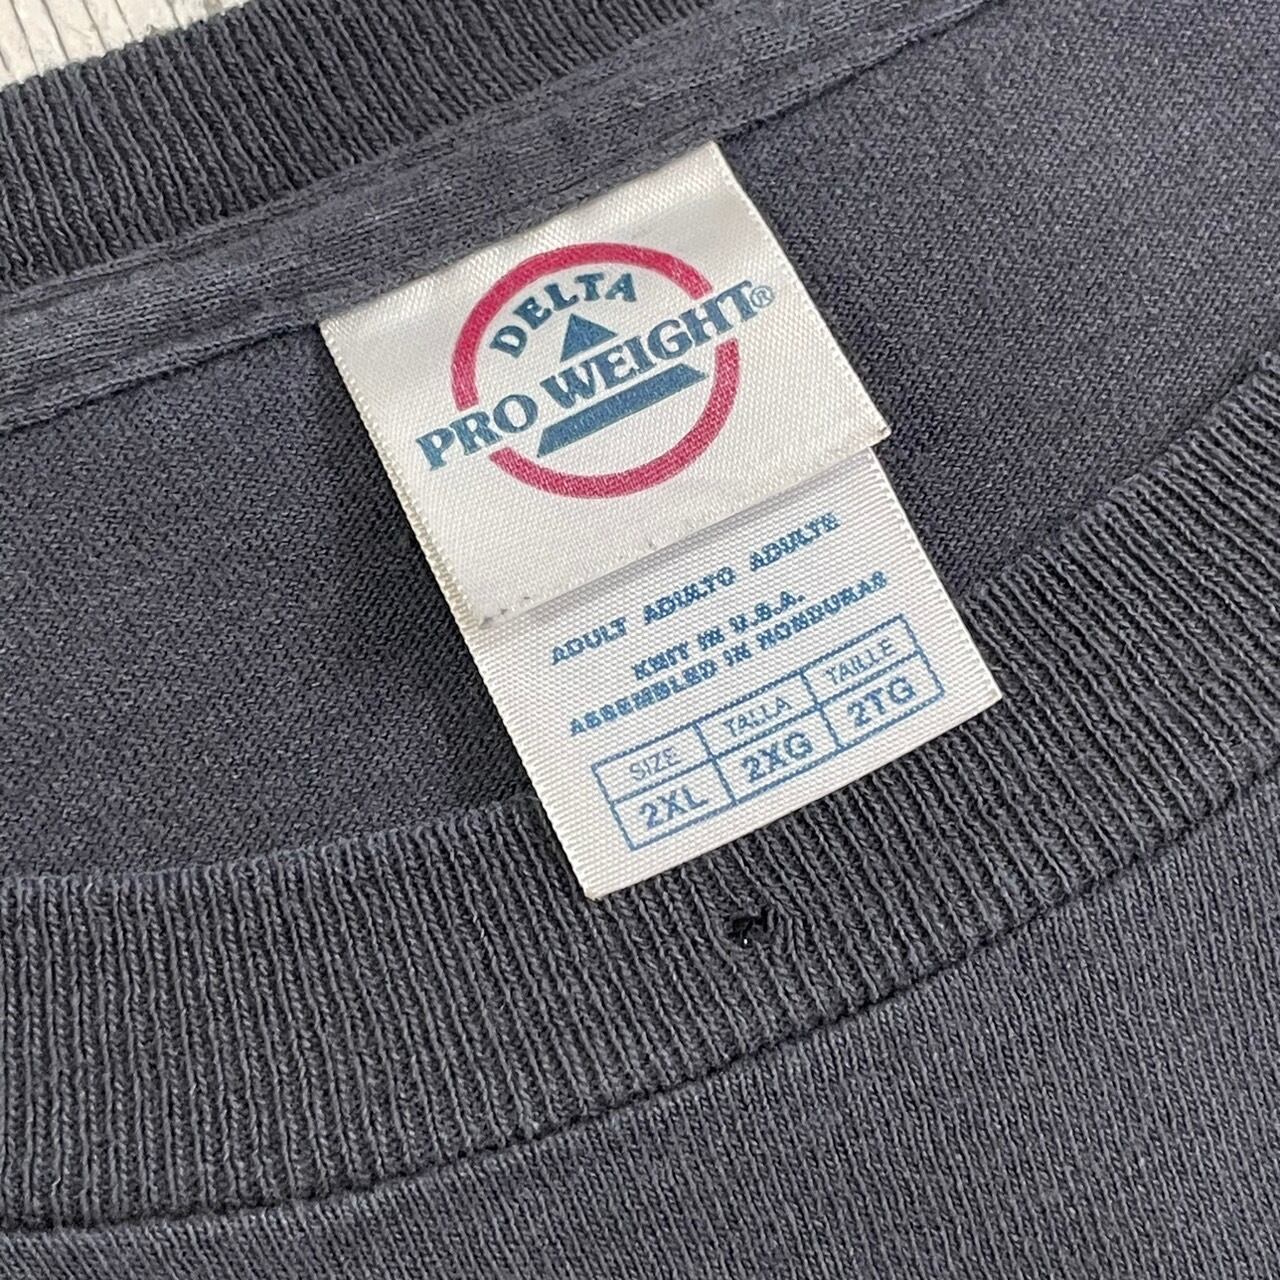 DELTA
PRO WEIGHT®
ADULT ADULTO ADULTE
KNIT IN U.S.A.
ASSEMBLED IN HONDURAS
SIZE TALLA TAILLE
2XL 2XG 2TG